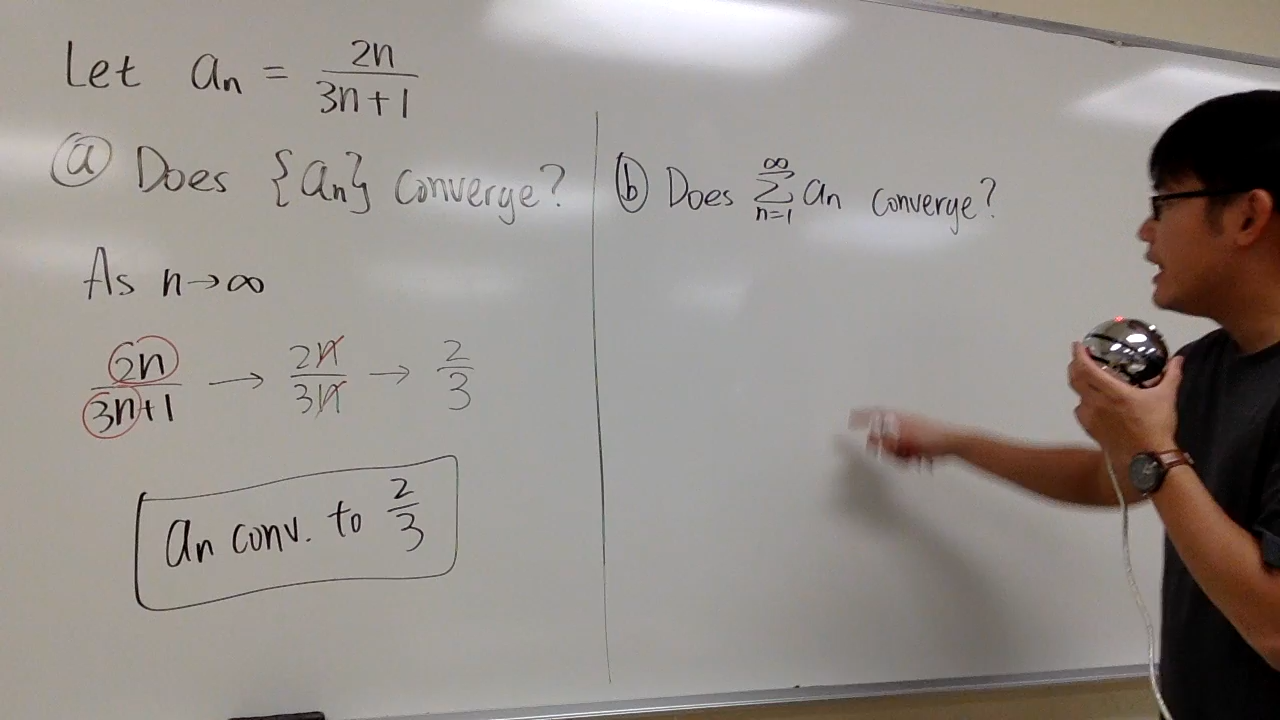 Let an = 2n/(3n+1)
ⓐ Does {an} converge?
As n→∞
2n/(3n+1) → 2n/3n → 2/3
an conv. to 2/3
ⓑ Does ∑_{n=1}^{∞} an converge?